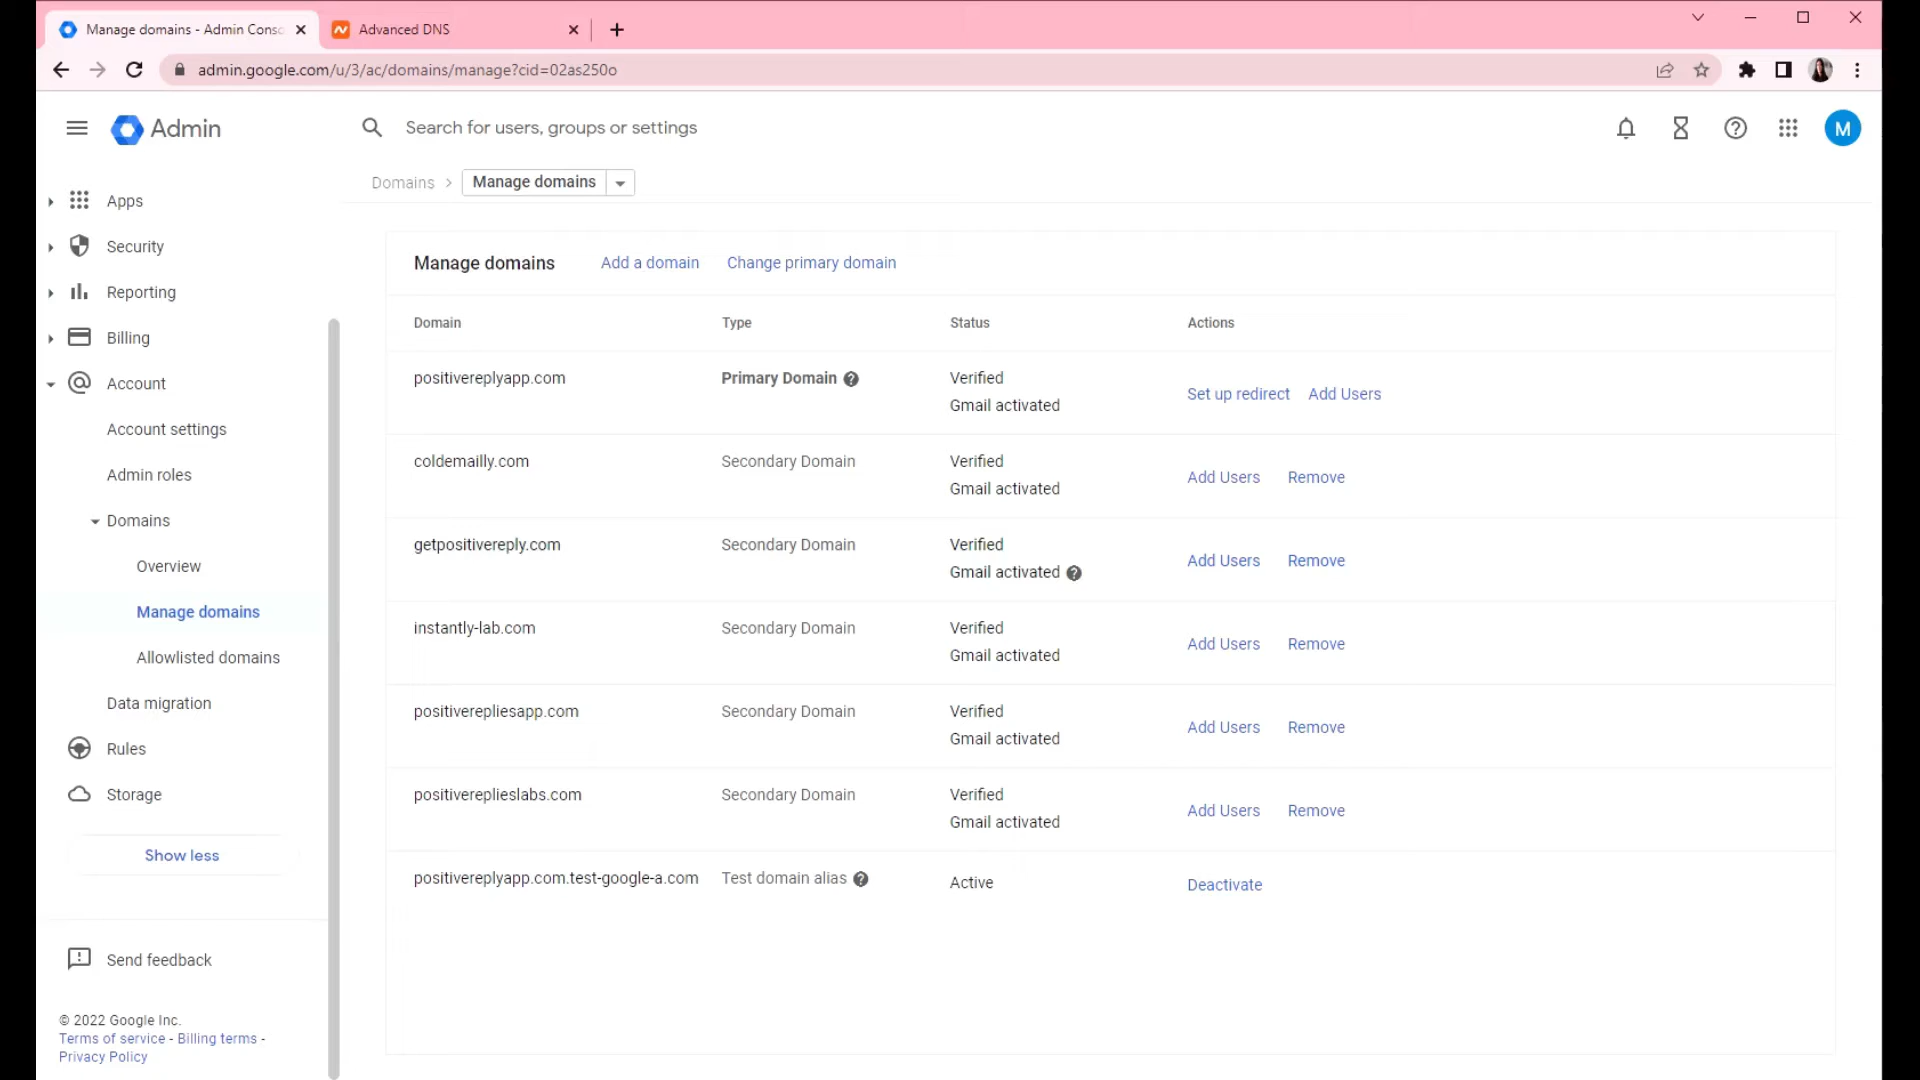 Manage domains - Admin Conso
Advanced DNS
admin.google.com/u/3/ac/domains/manage?cid=02as250o
Admin
Search for users, groups or settings
M
Domains > Manage domains
Apps
Security
Reporting
Billing
Account
Account settings
Admin roles
Domains
Overview
Manage domains
Allowlisted domains
Data migration
Rules
Storage
Show less
Send feedback
© 2022 Google Inc.
Terms of service - Billing terms -
Privacy Policy
Manage domains Add a domain Change primary domain
Domain Type Status Actions
positivereplyapp.com Primary Domain Verified
Gmail activated
Set up redirect Add Users
coldemailly.com Secondary Domain Verified
Gmail activated
Add Users Remove
getpositivereply.com Secondary Domain Verified
Gmail activated
Add Users Remove
instantly-lab.com Secondary Domain Verified
Gmail activated
Add Users Remove
positiverepliesapp.com Secondary Domain Verified
Gmail activated
Add Users Remove
positiverepliesIabs.com Secondary Domain Verified
Gmail activated
Add Users Remove
positivereplyapp.com.test-google-a.com Test domain alias Active Deactivate